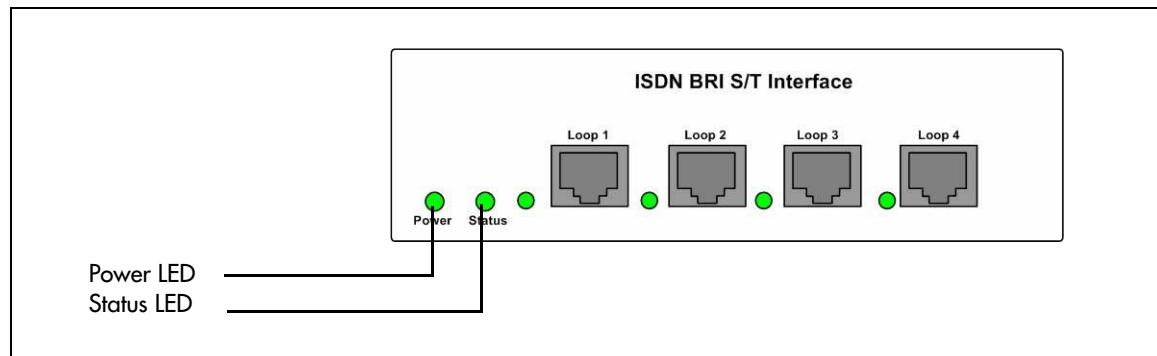 ISDN BRI S/T Interface
Loop 1 Loop 2 Loop 3 Loop 4
Power Status
Power LED
Status LED